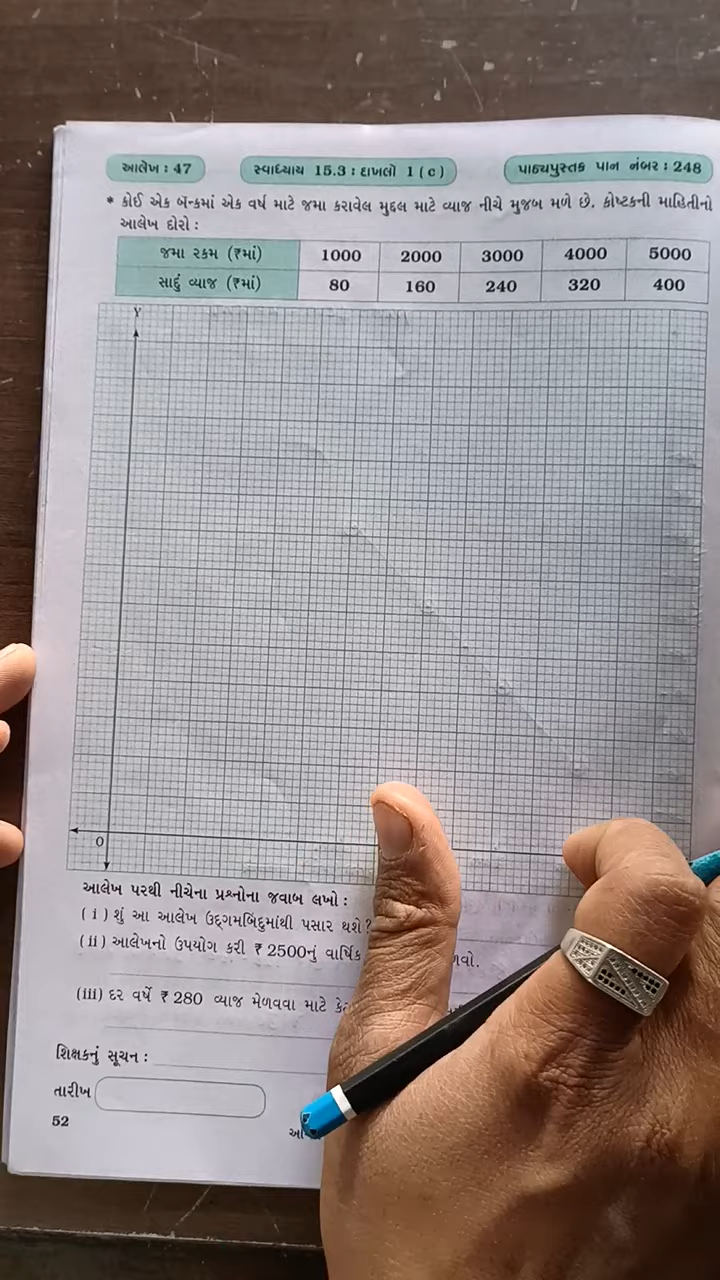 આલેખ : 47 સ્વાધ્યાય 15.3 : દાખલો 1 ( c ) પાઠ્યપુસ્તક પાન નંબર : 248
* કોઈ એક બૅન્કમાં એક વર્ષ માટે જમા કરાવેલ મુદ્દલ માટે વ્યાજ નીચે મુજબ મળે છે. કોષ્ટકની માહિતીનો
આલેખ દોરો :
જમા રકમ (₹માં) 1000 2000 3000 4000 5000
સાદું વ્યાજ (₹માં) 80 160 240 320 400
Y
O
આલેખ પરથી નીચેના પ્રશ્નોના જવાબ લખો :
( i ) શું આ આલેખ ઉદ્ગમબિંદુમાંથી પસાર થશે ?
(ii) આલેખનો ઉપયોગ કરી ₹ 2500નું વાર્ષિક
(iii) દર વર્ષે ₹ 280 વ્યાજ મેળવવા માટે
શિક્ષકનું સૂચન :
તારીખ
52